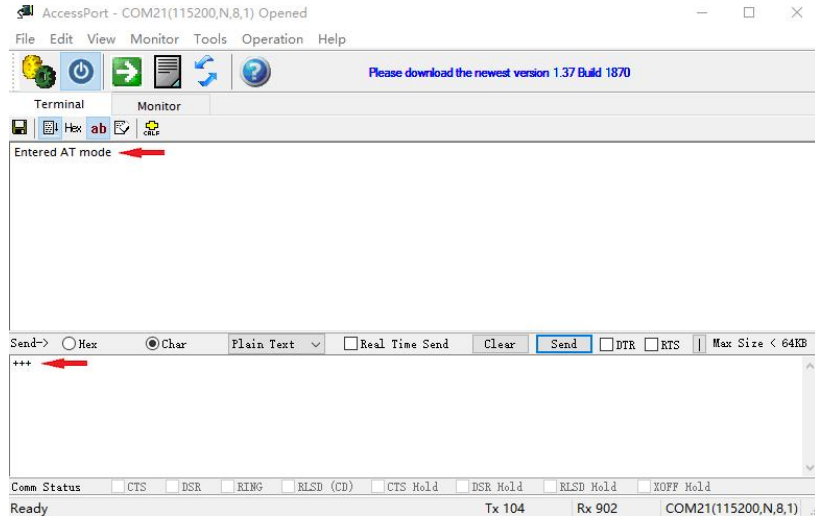 AccessPort - COM21(115200,N,8,1) Opened
File Edit View Monitor Tools Operation Help
Please download the newest version 1.37 Build 1870
Terminal Monitor
Hex ab CRLF
Entered AT mode
Send-> Hex Char Plain Text Real Time Send Clear Send DTR RTS | Max Size < 64KB
+++
Comm Status CTS DSR RING RLSD (CD) CTS Hold DSR Hold RLSD Hold XOFF Hold
Ready Tx 104 Rx 902 COM21(115200,N,8,1)